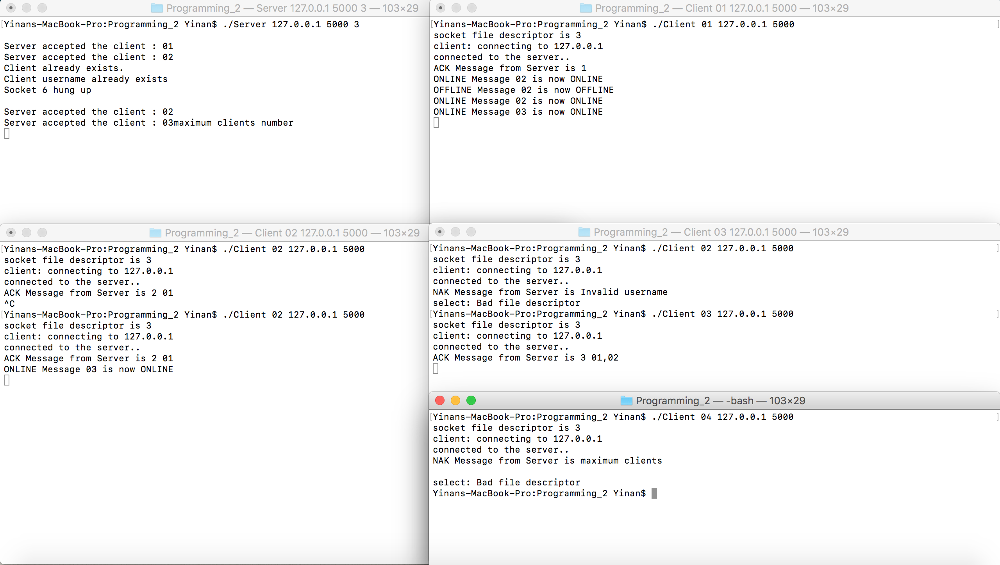 Programming_2 — Server 127.0.0.1 5000 3 — 103×29
[Yinans-MacBook-Pro:Programming_2 Yinan$ ./Server 127.0.0.1 5000 3
Server accepted the client : 01
Server accepted the client : 02
Client already exists.
Client username already exists
Socket 6 hung up
Server accepted the client : 02
Server accepted the client : 03maximum clients number
Programming_2 — Client 01 127.0.0.1 5000 — 103×29
[Yinans-MacBook-Pro:Programming_2 Yinan$ ./Client 01 127.0.0.1 5000 ]
socket file descriptor is 3
client: connecting to 127.0.0.1
connected to the server..
ACK Message from Server is 1
ONLINE Message 02 is now ONLINE
OFFLINE Message 02 is now OFFLINE
ONLINE Message 02 is now ONLINE
ONLINE Message 03 is now ONLINE
Programming_2 — Client 02 127.0.0.1 5000 — 103×29
[Yinans-MacBook-Pro:Programming_2 Yinan$ ./Client 02 127.0.0.1 5000
socket file descriptor is 3
client: connecting to 127.0.0.1
connected to the server..
ACK Message from Server is 2 01
^C
[Yinans-MacBook-Pro:Programming_2 Yinan$ ./Client 02 127.0.0.1 5000
socket file descriptor is 3
client: connecting to 127.0.0.1
connected to the server..
ACK Message from Server is 2 01
ONLINE Message 03 is now ONLINE
Programming_2 — Client 03 127.0.0.1 5000 — 103×29
[Yinans-MacBook-Pro:Programming_2 Yinan$ ./Client 02 127.0.0.1 5000 ]
socket file descriptor is 3
client: connecting to 127.0.0.1
connected to the server..
NAK Message from Server is Invalid username
select: Bad file descriptor
[Yinans-MacBook-Pro:Programming_2 Yinan$ ./Client 03 127.0.0.1 5000 ]
socket file descriptor is 3
client: connecting to 127.0.0.1
connected to the server..
ACK Message from Server is 3 01,02
Programming_2 — -bash — 103×29
[Yinans-MacBook-Pro:Programming_2 Yinan$ ./Client 04 127.0.0.1 5000 ]
socket file descriptor is 3
client: connecting to 127.0.0.1
connected to the server..
NAK Message from Server is maximum clients
select: Bad file descriptor
Yinans-MacBook-Pro:Programming_2 Yinan$